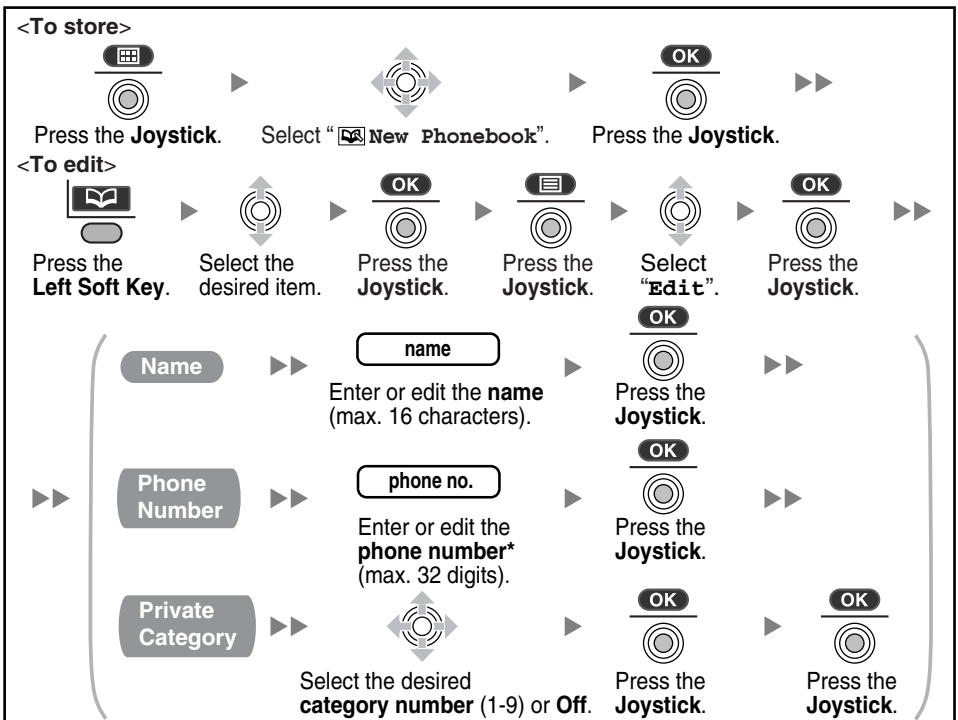 <To store>
OK
Press the Joystick. Select “ New Phonebook”. Press the Joystick.
<To edit>
OK OK
Press the Left Soft Key. Select the desired item. Press the Joystick. Press the Joystick. Select “Edit”. Press the Joystick.
OK
Name name
Enter or edit the name (max. 16 characters). Press the Joystick.
OK
Phone Number phone no.
Enter or edit the phone number* (max. 32 digits). Press the Joystick.
OK OK
Private Category
Select the desired category number (1-9) or Off. Press the Joystick. Press the Joystick.